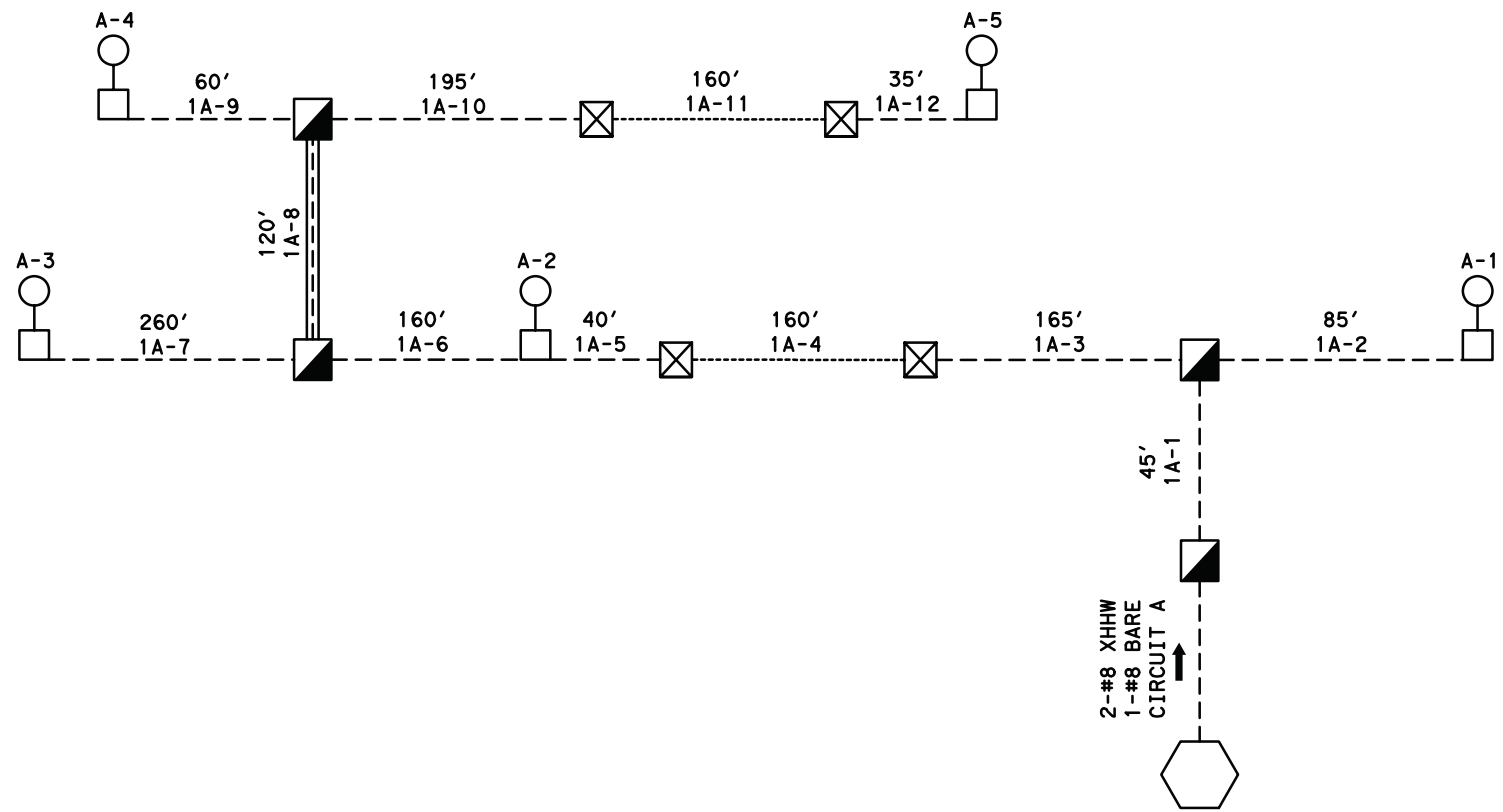 A-4
A-5
60'
1A-9
195'
1A-10
160'
1A-11
35'
1A-12
120'
1A-8
A-3
A-2
A-1
260'
1A-7
160'
1A-6
40'
1A-5
160'
1A-4
165'
1A-3
85'
1A-2
45'
1A-1
2-#8 XHHW
1-#8 BARE
CIRCUIT A